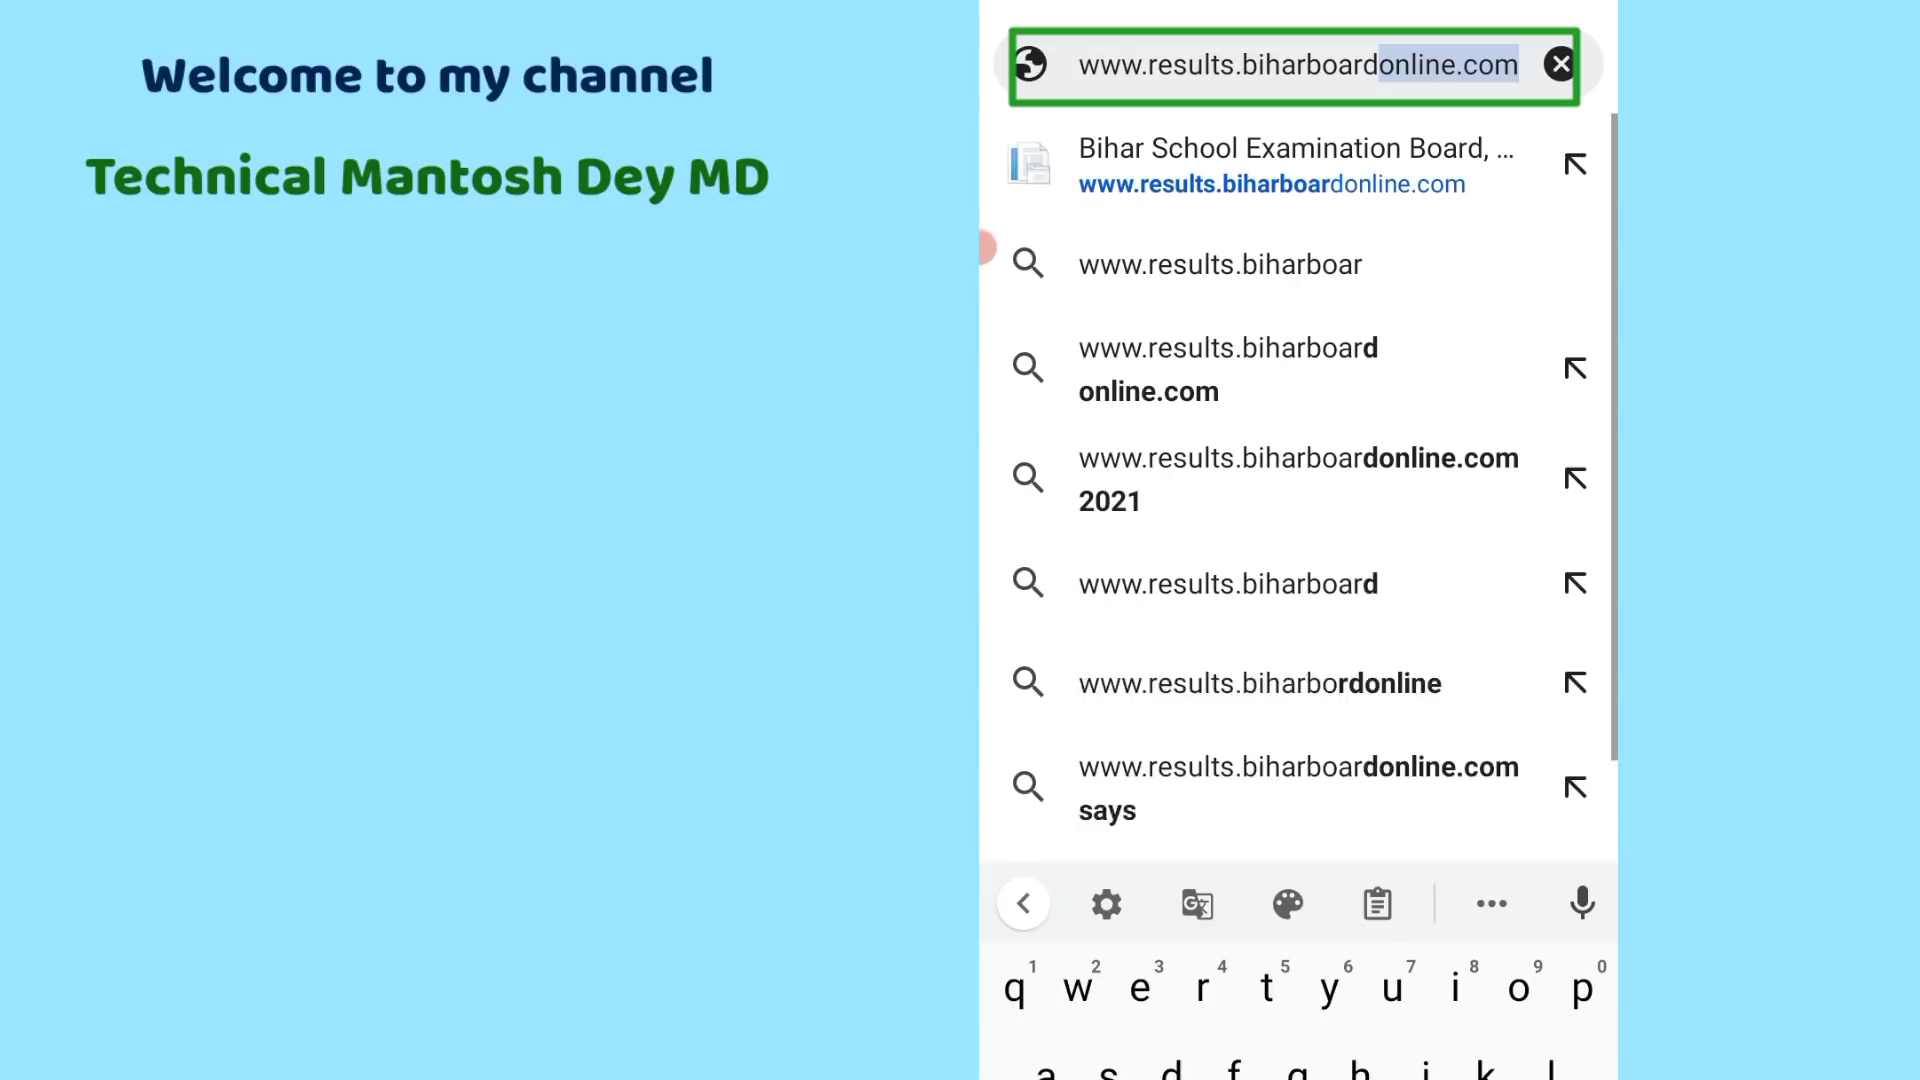 Welcome to my channel
Technical Mantosh Dey MD
www.results.biharboardonline.com
Bihar School Examination Board, ...
www.results.biharboardonline.com
www.results.biharboar
www.results.biharboard
online.com
www.results.biharboardonline.com
2021
www.results.biharboard
www.results.biharbordonline
www.results.biharboardonline.com
says
1 2 3 4 5 6 7 8 9 0
q w e r t y u i o p
a s d f g h j k l